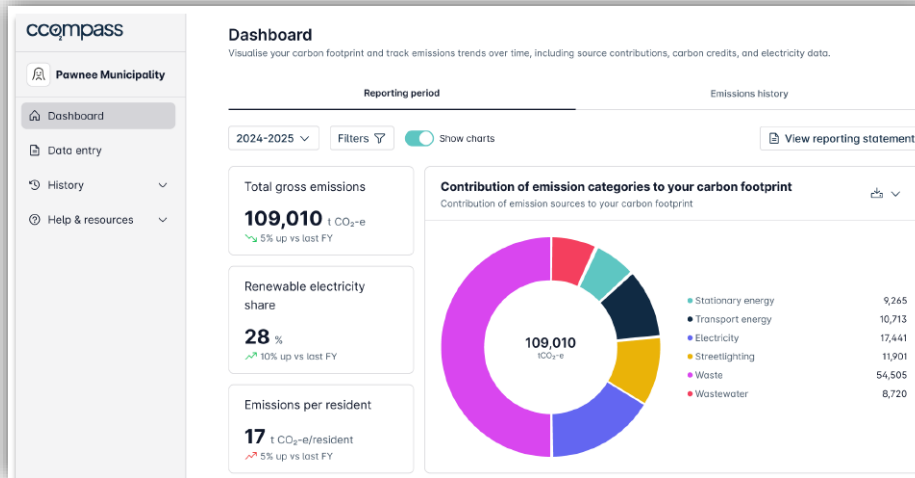 ccompass
Pawnee Municipality
Dashboard
Data entry
History
Help & resources
Dashboard
Visualise your carbon footprint and track emissions trends over time, including source contributions, carbon credits, and electricity data.
Reporting period
Emissions history
2024-2025
Filters
Show charts
View reporting statement
Total gross emissions
109,010 t CO₂-e
5% up vs last FY
Renewable electricity
share
28 %
10% up vs last FY
Emissions per resident
17 t CO₂-e/resident
5% up vs last FY
Contribution of emission categories to your carbon footprint
Contribution of emission sources to your carbon footprint
109,010
tCO₂-e
Stationary energy 9,265
Transport energy 10,713
Electricity 17,441
Streetlighting 11,901
Waste 54,505
Wastewater 8,720